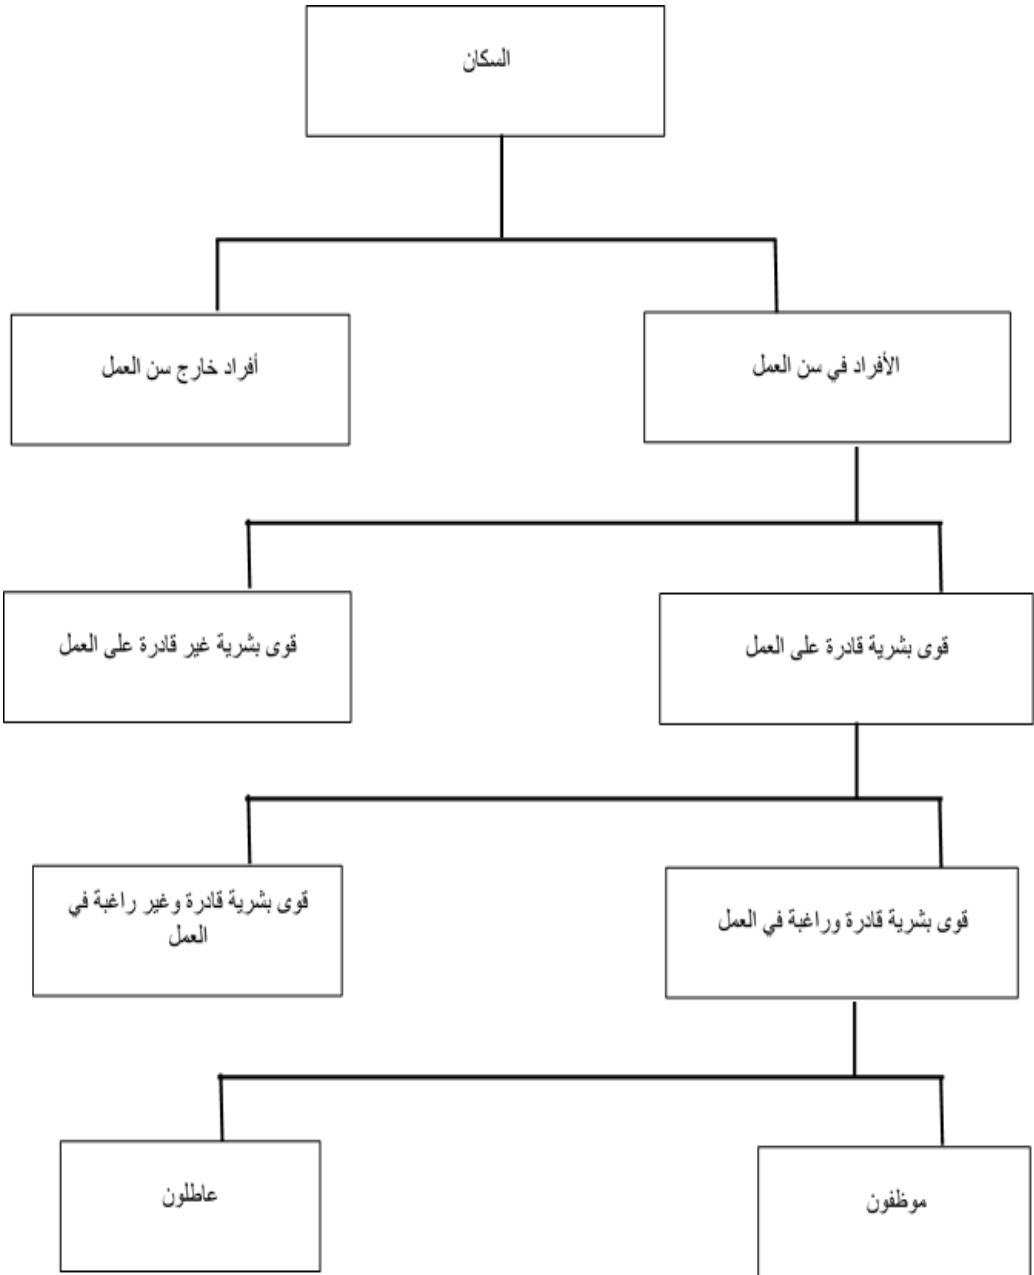 السكان
الأفراد في سن العمل
أفراد خارج سن العمل
قوى بشرية قادرة على العمل
قوى بشرية غير قادرة على العمل
قوى بشرية قادرة وراغبة في العمل
قوى بشرية قادرة وغير راغبة في
العمل
موظفون
عاطلون